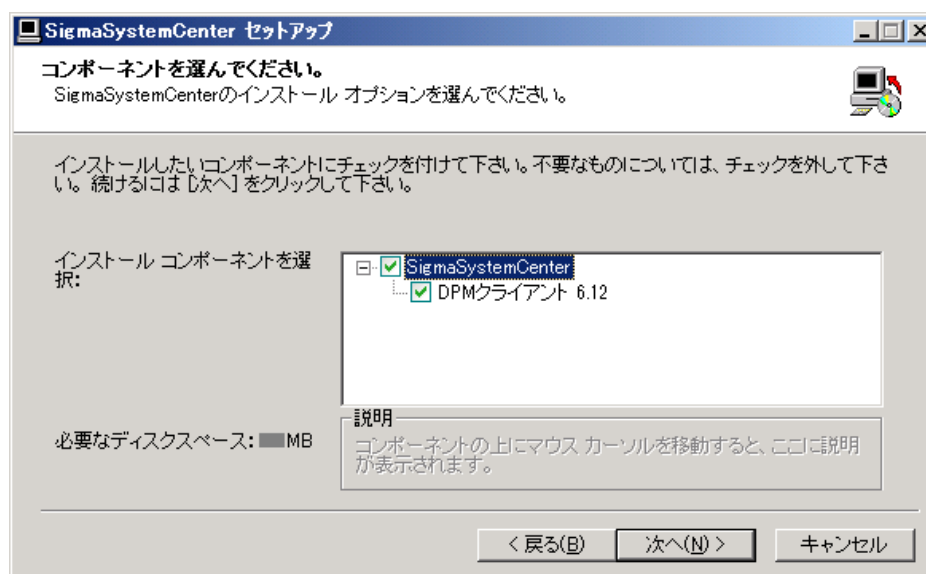 SigmaSystemCenter セットアップ
コンポーネントを選んでください。
SigmaSystemCenterのインストール オプションを選んでください。
インストールしたいコンポーネントにチェックを付けて下さい。不要なものについては、チェックを外して下さ
い。続けるには [次へ] をクリックして下さい。
インストール コンポーネントを選
択:
SigmaSystemCenter
DPMクライアント 6.12
必要なディスクスペース: MB
説明
コンポーネントの上にマウス カーソルを移動すると、ここに説明
が表示されます。
< 戻る(B)
次へ(N) >
キャンセル